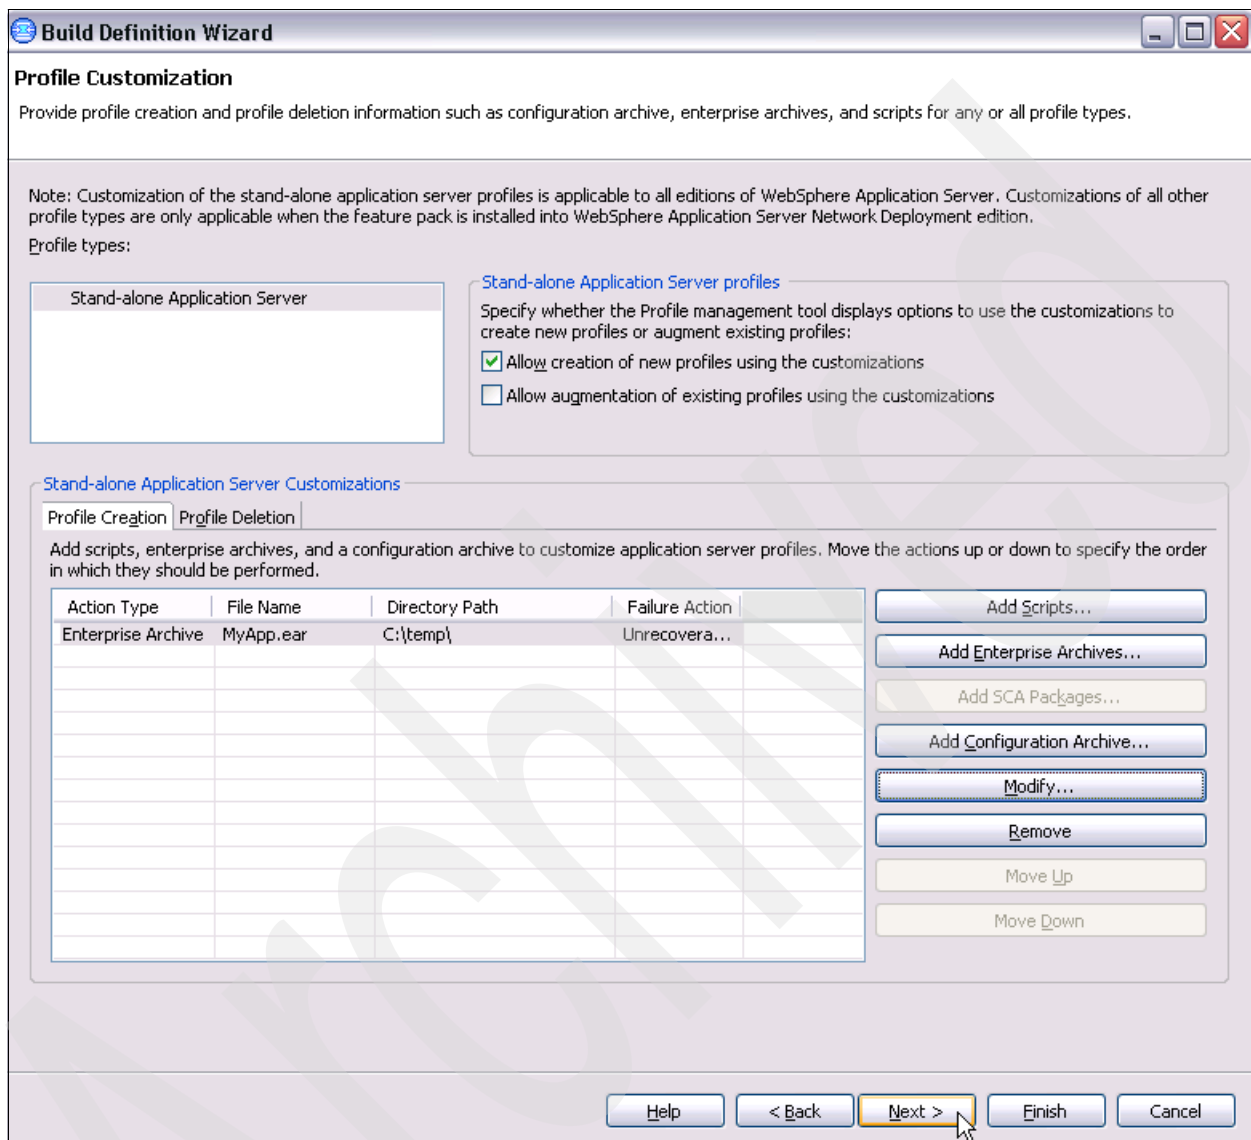 Build Definition Wizard
Profile Customization
Provide profile creation and profile deletion information such as configuration archive, enterprise archives, and scripts for any or all profile types.
Note: Customization of the stand-alone application server profiles is applicable to all editions of WebSphere Application Server. Customizations of all other
profile types are only applicable when the feature pack is installed into WebSphere Application Server Network Deployment edition.
Profile types:
Stand-alone Application Server
Stand-alone Application Server profiles
Specify whether the Profile management tool displays options to use the customizations to
create new profiles or augment existing profiles:
Allow creation of new profiles using the customizations
Allow augmentation of existing profiles using the customizations
Stand-alone Application Server Customizations
Profile Creation Profile Deletion
Add scripts, enterprise archives, and a configuration archive to customize application server profiles. Move the actions up or down to specify the order
in which they should be performed.
Action Type File Name Directory Path Failure Action
Enterprise Archive MyApp.ear C:\temp\ Unrecovera...
Add Scripts...
Add Enterprise Archives...
Add SCA Packages...
Add Configuration Archive...
Modify...
Remove
Move Up
Move Down
Help < Back Next > Finish Cancel
Archived